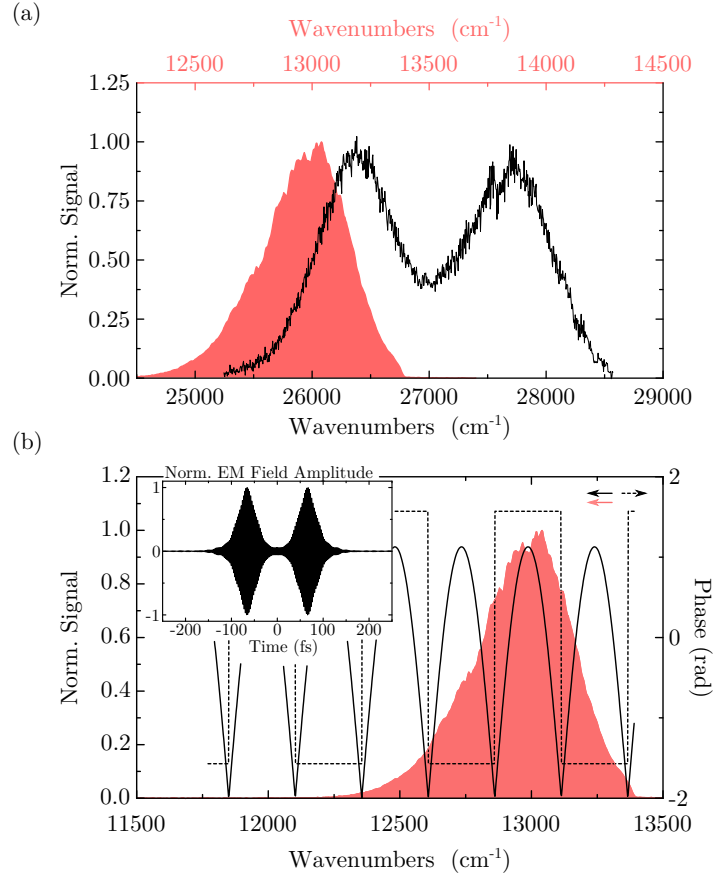 (a)
Wavenumbers (cm-1)
12500 13000 13500 14000 14500
1.25
1.00
0.75
0.50
0.25
0.00
Norm. Signal
25000 26000 27000 28000 29000
Wavenumbers (cm-1)
(b)
1.2
1.0
0.8
0.6
0.4
0.2
0.0
Norm. Signal
Norm. EM Field Amplitude
1
0
-1
-200 -100 0 100 200
Time (fs)
2
0
-2
Phase (rad)
11500 12000 12500 13000 13500
Wavenumbers (cm-1)